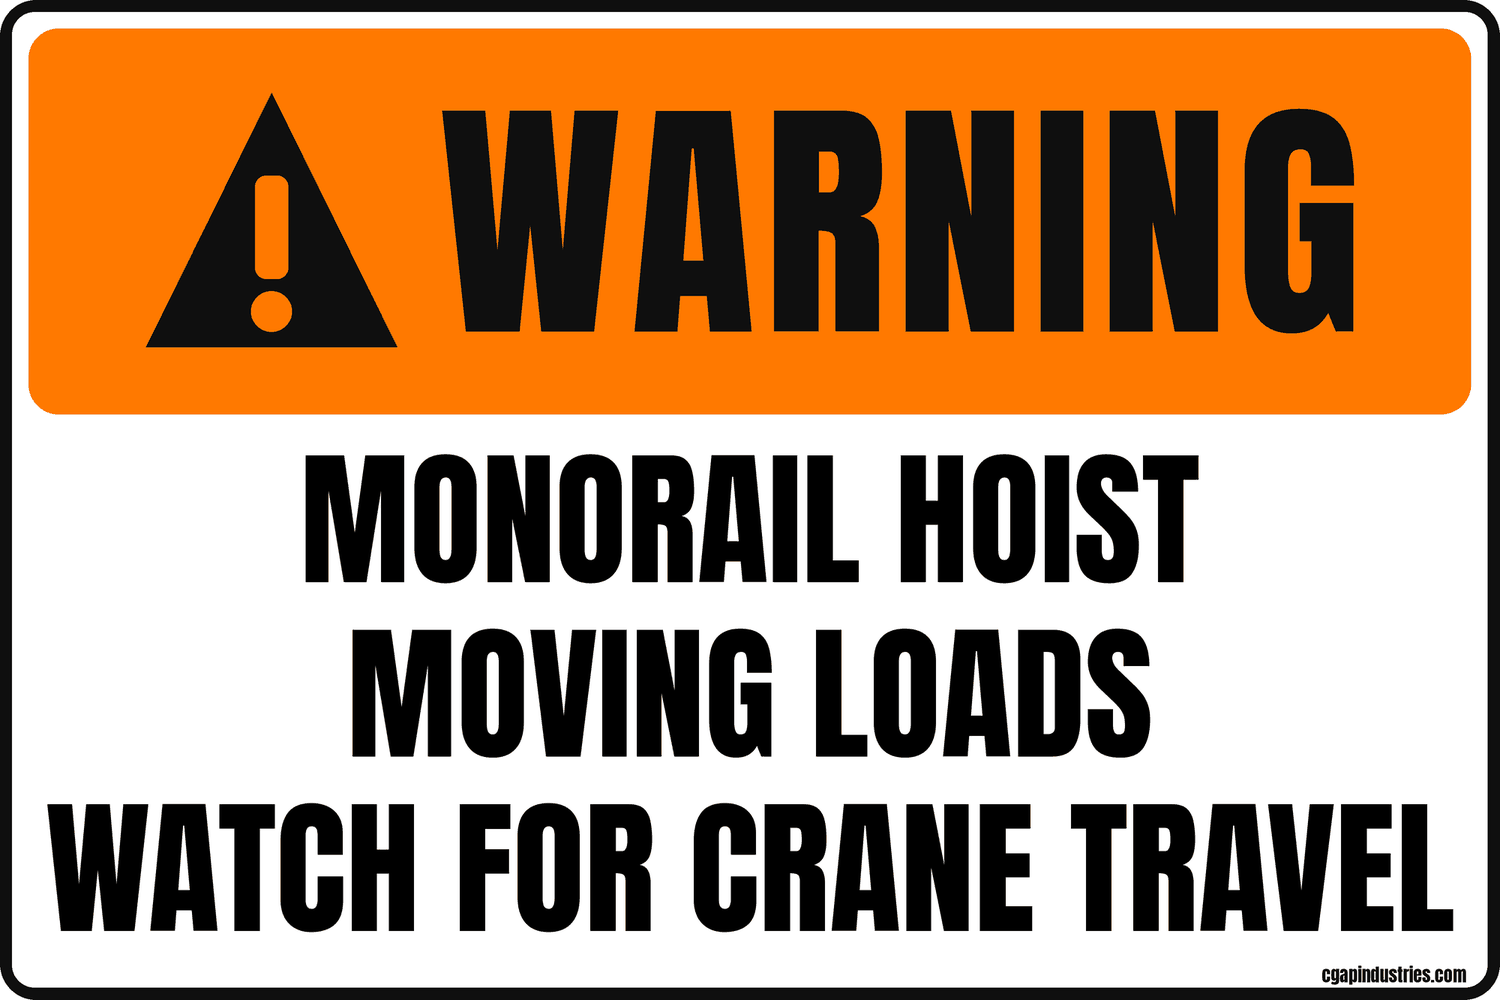 WARNING
MONORAIL HOIST
MOVING LOADS
WATCH FOR CRANE TRAVEL
cgapindustries.com